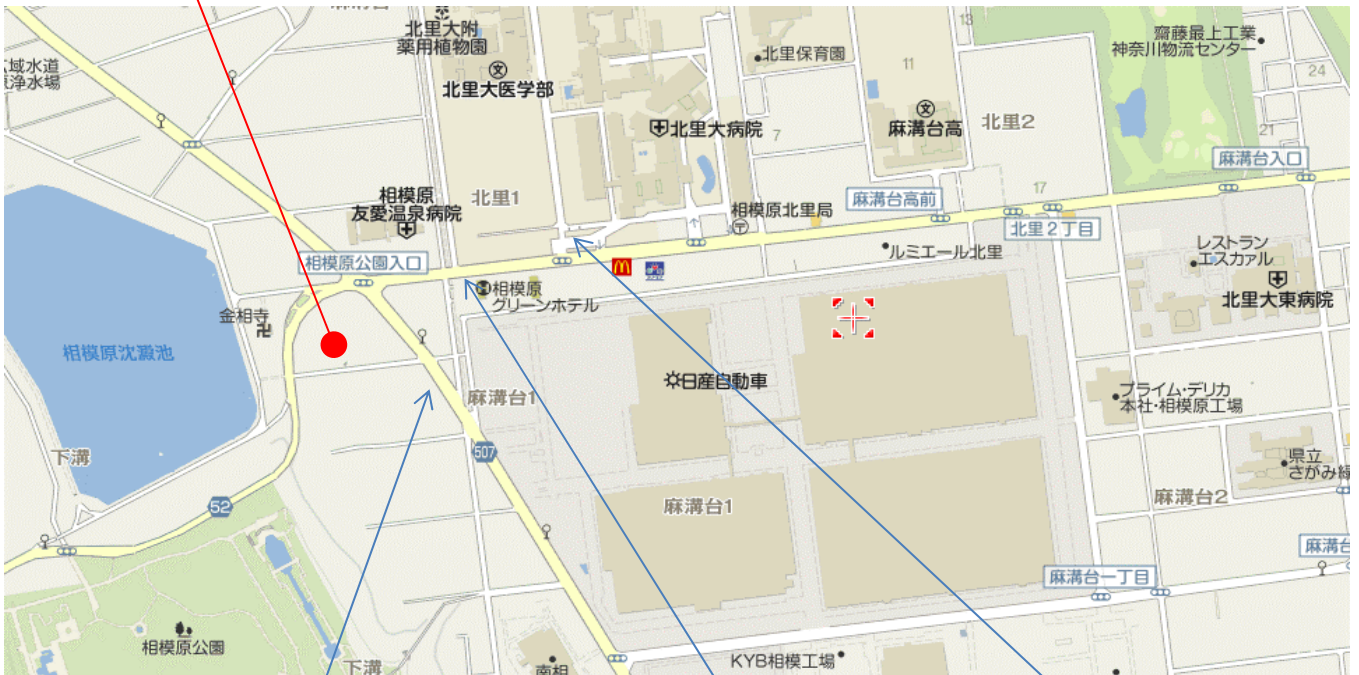 北里大附
薬用植物園
北里大医学部
北里保育園
13
11
齋藤最上工業
神奈川物流センター
24
21
域水道
浄水場
北里大病院
7
麻溝台高
北里2
麻溝台入口
相模原
友愛温泉病院
北里1
相模原北里局
麻溝台高前
17
北里2丁目
相模原公園入口
ルミエール北里
レストラン
エスカァル
北里大東病院
相模原
グリーンホテル
金相寺
相模原沈澱池
日産自動車
麻溝台1
プライム・デリカ
本社・相模原工場
507
下溝
52
麻溝台1
県立
さがみ緑
麻溝台2
麻溝台
麻溝台一丁目
相模原公園
下溝
南相
KYB相模工場